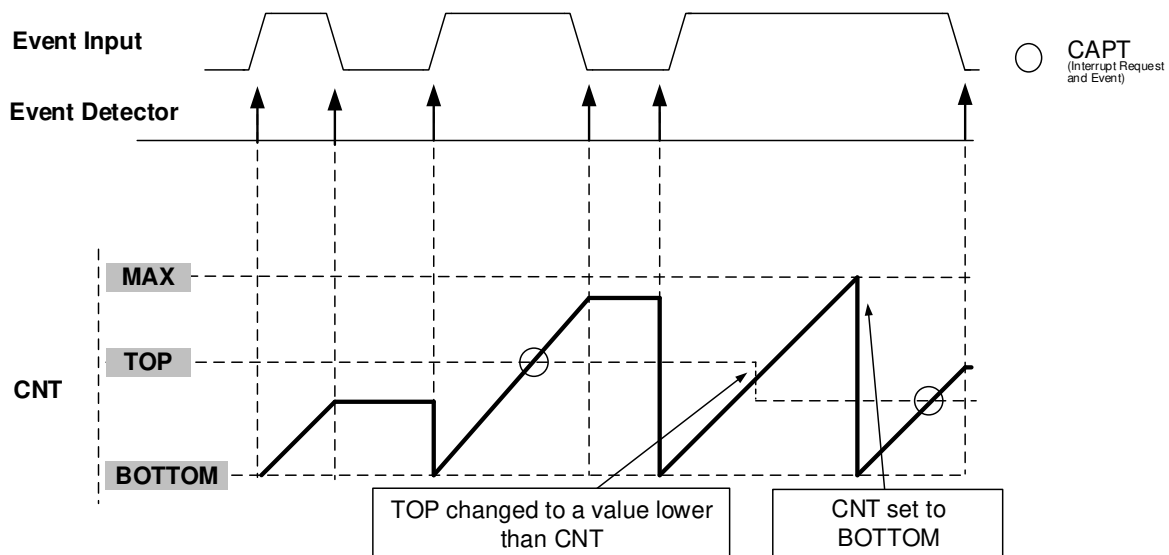 Event Input
CAPT
(Interrupt Request
and Event)
Event Detector
MAX
TOP
CNT
BOTTOM
TOP changed to a value lower
than CNT
CNT set to
BOTTOM